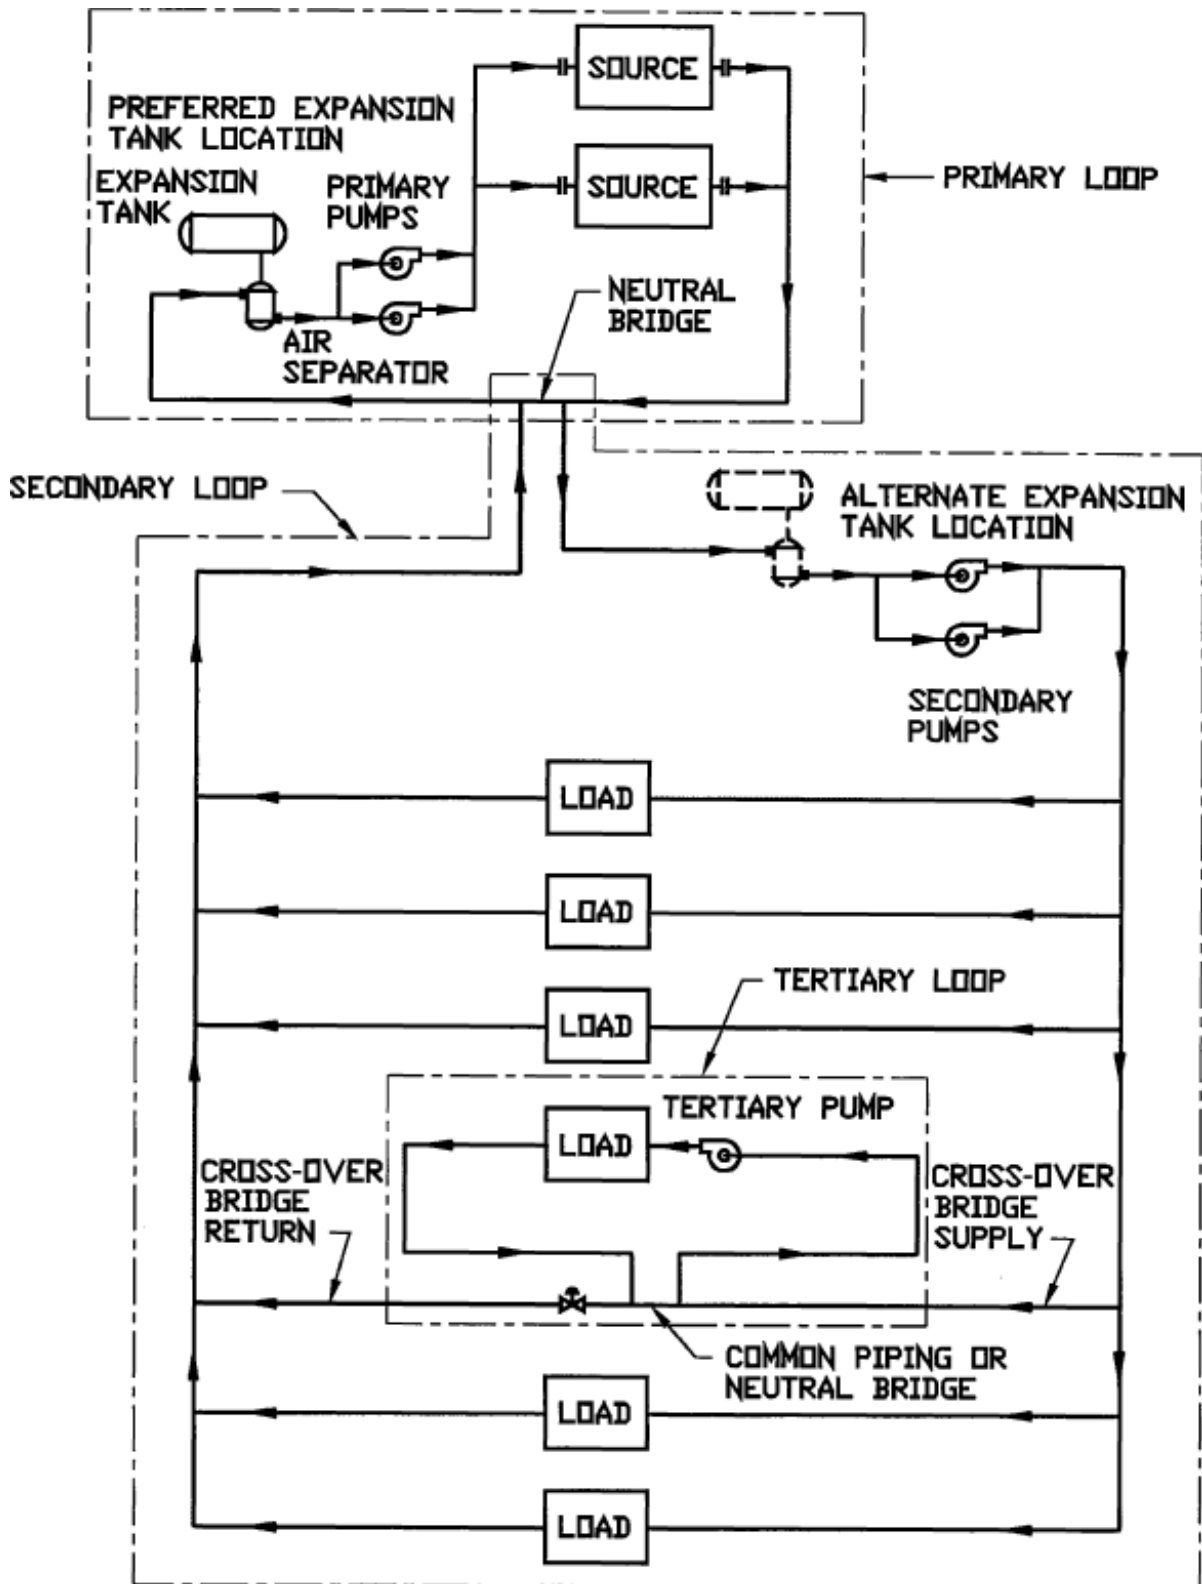 SOURCE
PREFERRED EXPANSION
TANK LOCATION
EXPANSION
TANK
PRIMARY
PUMPS
SOURCE
PRIMARY LOOP
NEUTRAL
BRIDGE
AIR
SEPARATOR
SECONDARY LOOP
ALTERNATE EXPANSION
TANK LOCATION
SECONDARY
PUMPS
LOAD
LOAD
TERTIARY LOOP
LOAD
TERTIARY PUMP
LOAD
CROSS-OVER
BRIDGE
RETURN
CROSS-OVER
BRIDGE
SUPPLY
COMMON PIPING OR
NEUTRAL BRIDGE
LOAD
LOAD